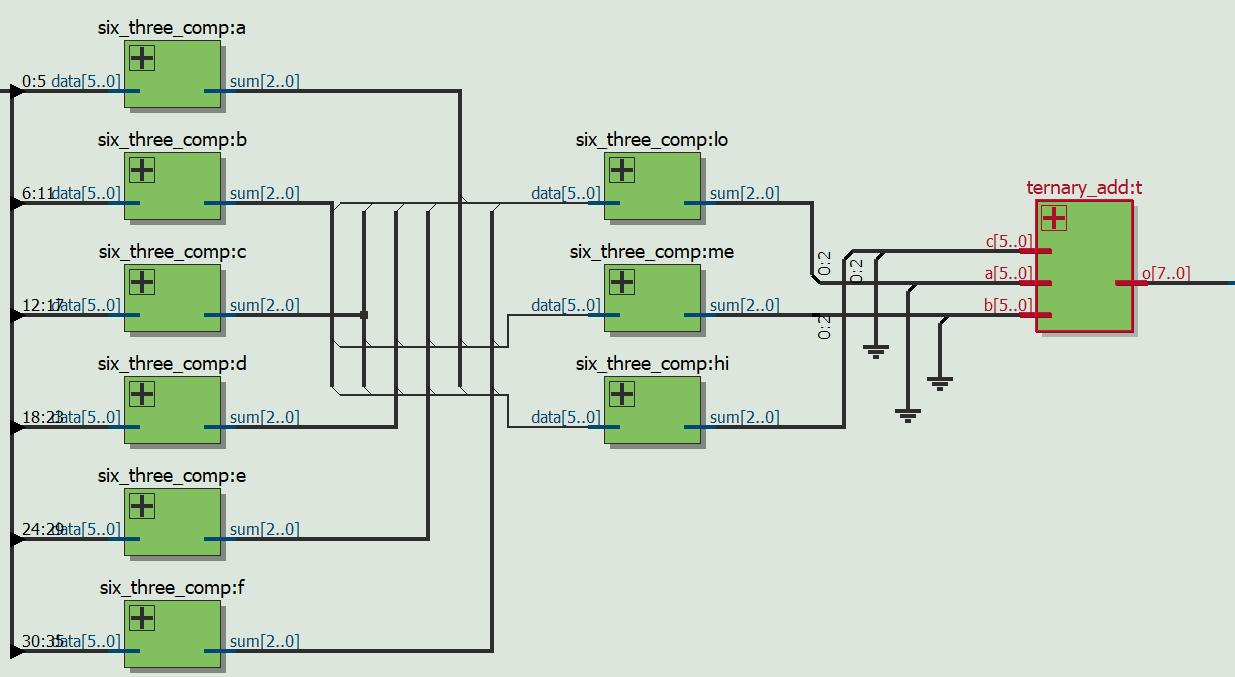 six_three_comp:a
0:5 data[5..0] sum[2..0]
six_three_comp:b
6:11 data[5..0] sum[2..0]
six_three_comp:c
12:17 data[5..0] sum[2..0]
six_three_comp:d
18:23 data[5..0] sum[2..0]
six_three_comp:e
24:29 data[5..0] sum[2..0]
six_three_comp:f
30:35 data[5..0] sum[2..0]
six_three_comp:lo
data[5..0] sum[2..0]
six_three_comp:me
data[5..0] sum[2..0]
six_three_comp:hi
data[5..0] sum[2..0]
0:2
0:2
0:2
ternary_add:t
c[5..0]
a[5..0] o[7..0]
b[5..0]